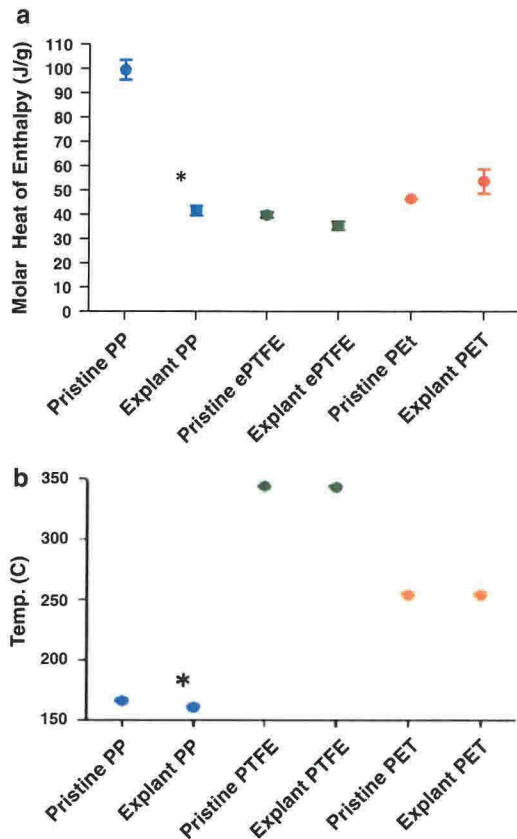 a
Molar Heat of Enthalpy (J/g)
110
100
90
80
70
60
50
40
30
20
10
0
*
Pristine PP
Explant PP
Pristine ePTFE
Explant ePTFE
Pristine PEt
Explant PET
b
Temp. (C)
350
300
250
200
150
*
Pristine PP
Explant PP
Pristine PTFE
Explant PTFE
Pristine PET
Explant PET